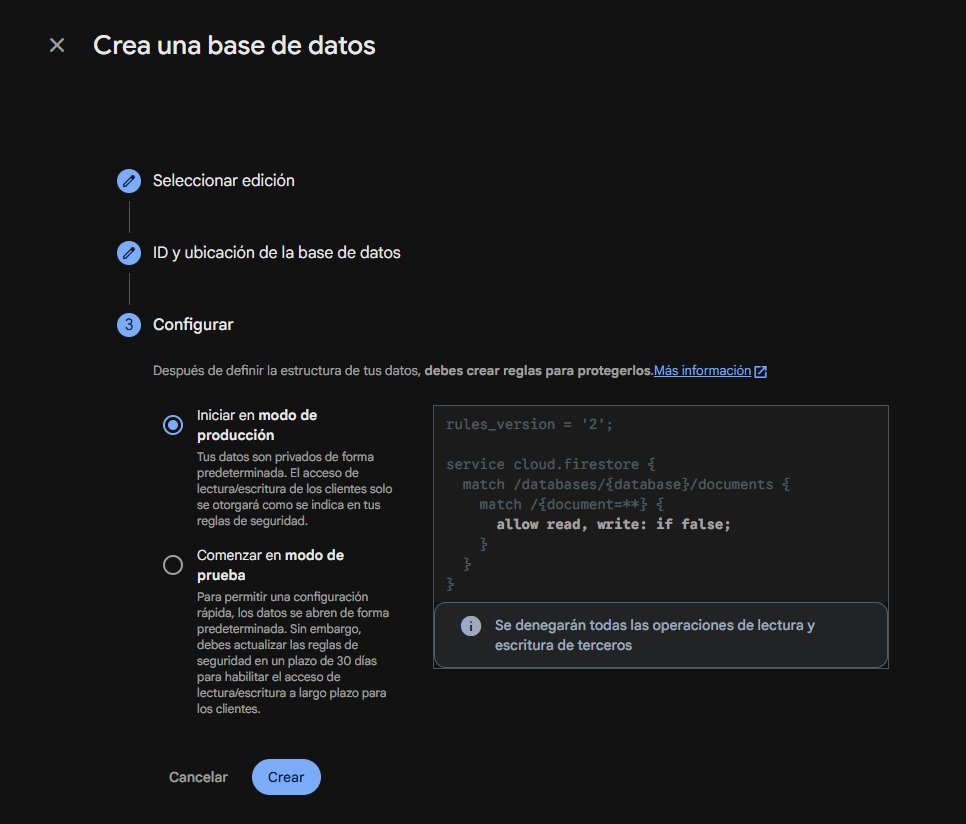 Crea una base de datos
Seleccionar edición
ID y ubicación de la base de datos
3 Configurar
Después de definir la estructura de tus datos, debes crear reglas para protegerlos.Más información
Iniciar en modo de
producción
Tus datos son privados de forma
predeterminada. El acceso de
lectura/escritura de los clientes solo
se otorgará como se indica en tus
reglas de seguridad.
Comenzar en modo de
prueba
Para permitir una configuración
rápida, los datos se abren de forma
predeterminada. Sin embargo,
debes actualizar las reglas de
seguridad en un plazo de 30 días
para habilitar el acceso de
lectura/escritura a largo plazo para
los clientes.
rules_version = '2';
service cloud.firestore {
match /databases/{database}/documents {
match /{document=**} {
allow read, write: if false;
}
}
}
Se denegarán todas las operaciones de lectura y
escritura de terceros
Cancelar
Crear